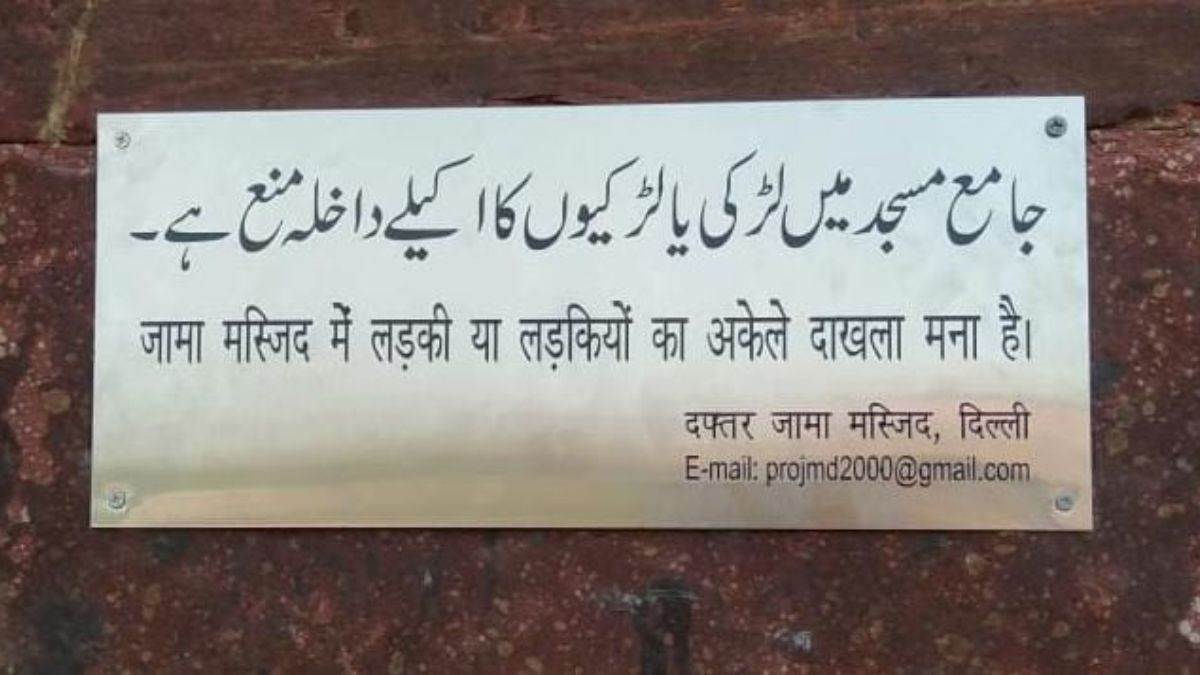 جامع مسجد میں لڑکی یا لڑکیوں کا اکیلے داخلہ منع ہے۔
जामा मस्जिद में लड़की या लड़कियों का अकेले दाखला मना है।
दफ्तर जामा मस्जिद, दिल्ली
E-mail: projmd2000@gmail.com